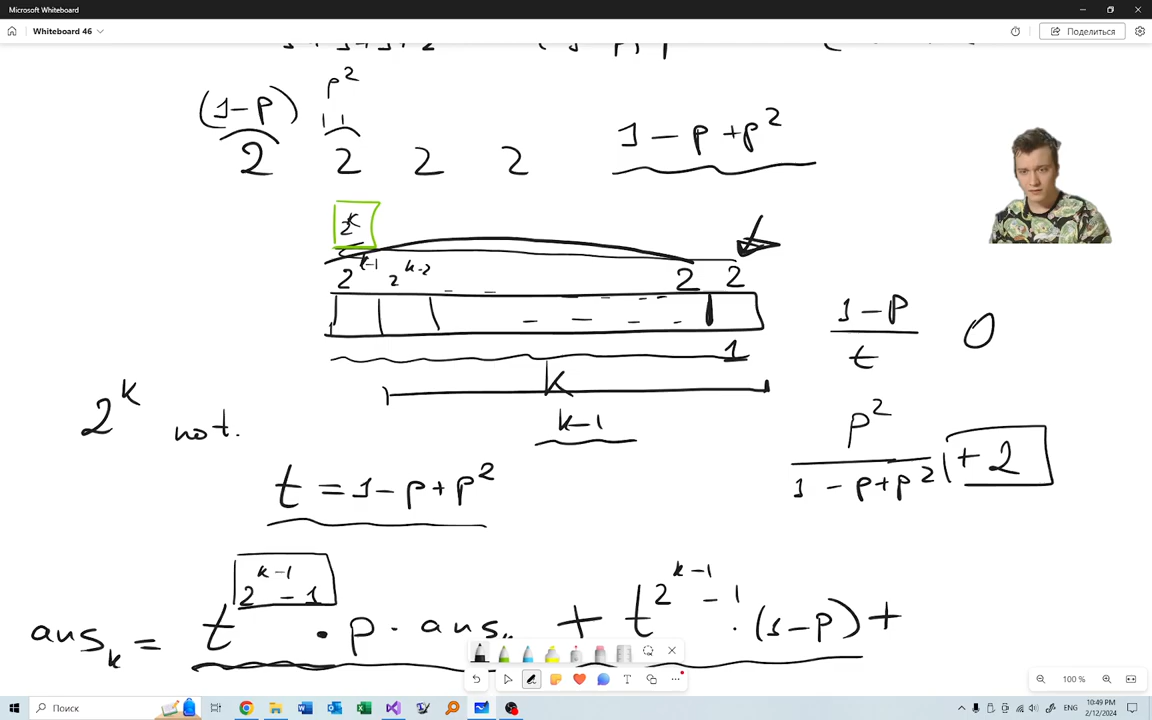 Microsoft Whiteboard
Whiteboard 46
Поделиться
p²
(1-p)
2 2 2 2
1 - p + p²
2^k
2^(k-1) 2^(k-2) -- -- 2 2
1
k
k-1
(1-p)/t 0
p²/(1-p+p²) +2
2^k not.
t = 1-p+p²
ans_k = t^(2^(k-1) - 1) · p · ans + t^(2^(k-1) - 1) · (1-p) +
100 %
Поиск
ENG
10:49 PM
2/12/2024